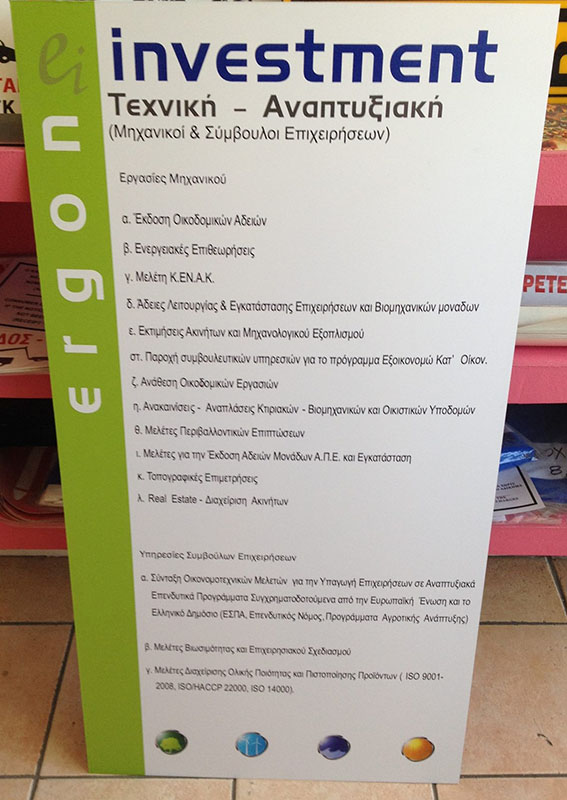 ei
ergon
investment
Τεχνική - Αναπτυξιακή
(Μηχανικοί & Σύμβουλοι Επιχειρήσεων)
Εργασίες Μηχανικού
α. Έκδοση Οικοδομικών Αδειών
β. Ενεργειακές Επιθεωρήσεις
γ. Μελέτη Κ.ΕΝ.Α.Κ.
δ. Άδειες Λειτουργίας & Εγκατάστασης Επιχειρήσεων και Βιομηχανικών μοναδων
ε. Εκτιμήσεις Ακινήτων και Μηχανολογικού Εξοπλισμού
στ. Παροχή συμβουλευτικών υπηρεσιών για το πρόγραμμα Εξοικονομώ Κατ' Οίκον.
ζ. Ανάθεση Οικοδομικών Εργασιών
η. Ανακαινίσεις - Αναπλάσεις Κτιριακών - Βιομηχανικών και Οικιστικών Υποδομών
θ. Μελέτες Περιβαλλοντικών Επιπτώσεων
ι. Μελέτες για την Έκδοση Αδειών Μονάδων Α.Π.Ε. και Εγκατάσταση
κ. Τοπογραφικές Επιμετρήσεις
λ. Real Estate - Διαχείριση Ακινήτων
Υπηρεσίες Συμβούλων Επιχειρήσεων
α. Σύνταξη Οικονομοτεχνικών Μελετών για την Υπαγωγή Επιχειρήσεων σε Αναπτυξιακά
Επενδυτικά Προγράμματα Συγχρηματοδοτούμενα από την Ευρωπαϊκή Ένωση και το
Ελληνικό Δημόσιο (ΕΣΠΑ, Επενδυτικός Νόμος, Προγράμματα Αγροτικής Ανάπτυξης)
β. Μελέτες Βιωσιμότητας και Επιχειρησιακού Σχεδιασμού
γ. Μελέτες Διαχείρισης Ολικής Ποιότητας και Πιστοποίησης Προϊόντων ( ISO 9001-
2008, ISO/HACCP 22000, ISO 14000).
PETE
ΔΟΣ -